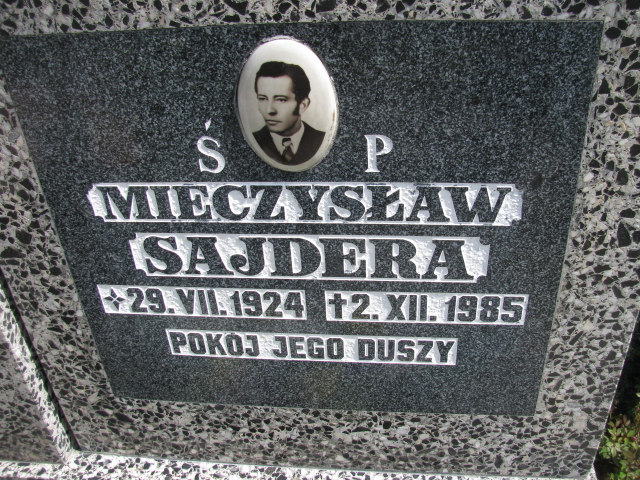 Ś P
MIECZYSŁAW
SAJDERA
29.VII.1924 †2.XII.1985
POKÓJ JEGO DUSZY